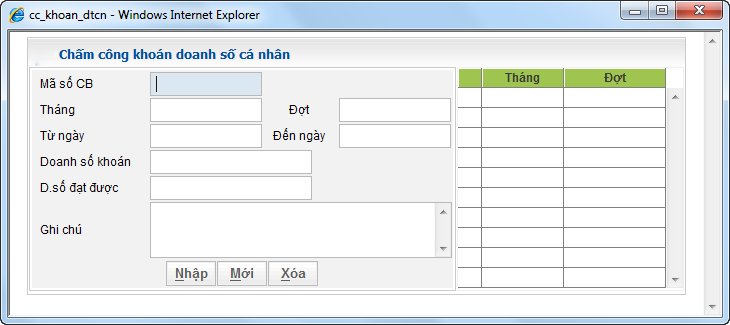 cc_khoan_dtcn - Windows Internet Explorer
Chấm công khoán doanh số cá nhân
Mã số CB
Tháng Đợt
Từ ngày Đến ngày
Doanh số khoán
D.số đạt được
Ghi chú
Nhập Mới Xóa
Tháng Đợt